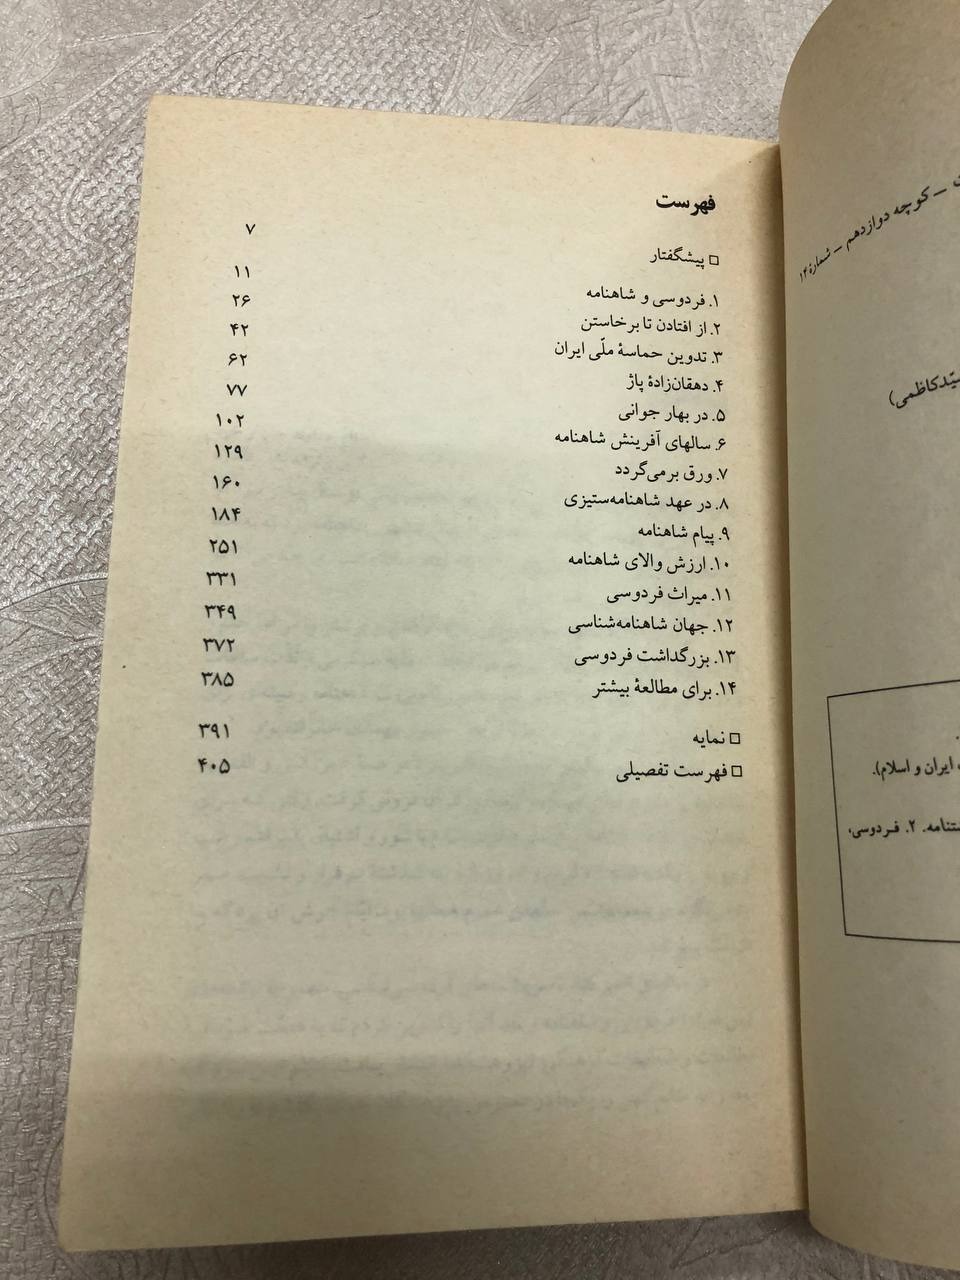 فهرست
□ پیشگفتار ۷
۱. فردوسی و شاهنامه ۱۱
۲. از افتادن تا برخاستن ۲۶
۳. تدوین حماسهٔ ملّی ایران ۴۲
۴. دهقان‌زادهٔ پاژ ۶۲
۵. در بهار جوانی ۷۷
۶. سالهای آفرینش شاهنامه ۱۰۲
۷. ورق برمی‌گردد ۱۲۹
۸. در عهد شاهنامه‌ستیزی ۱۶۰
۹. پیام شاهنامه ۱۸۴
۱۰. ارزش والای شاهنامه ۲۵۱
۱۱. میراث فردوسی ۳۳۱
۱۲. جهان شاهنامه‌شناسی ۳۴۹
۱۳. بزرگداشت فردوسی ۳۷۲
۱۴. برای مطالعهٔ بیشتر ۳۸۵
□ نمایه ۳۹۱
□ فهرست تفصیلی ۴۰۵
– کوچه دوازدهم – شمارهٔ ۱۴
سیّدکاظمی)
ایران و اسلام).
۲. فردوسی،